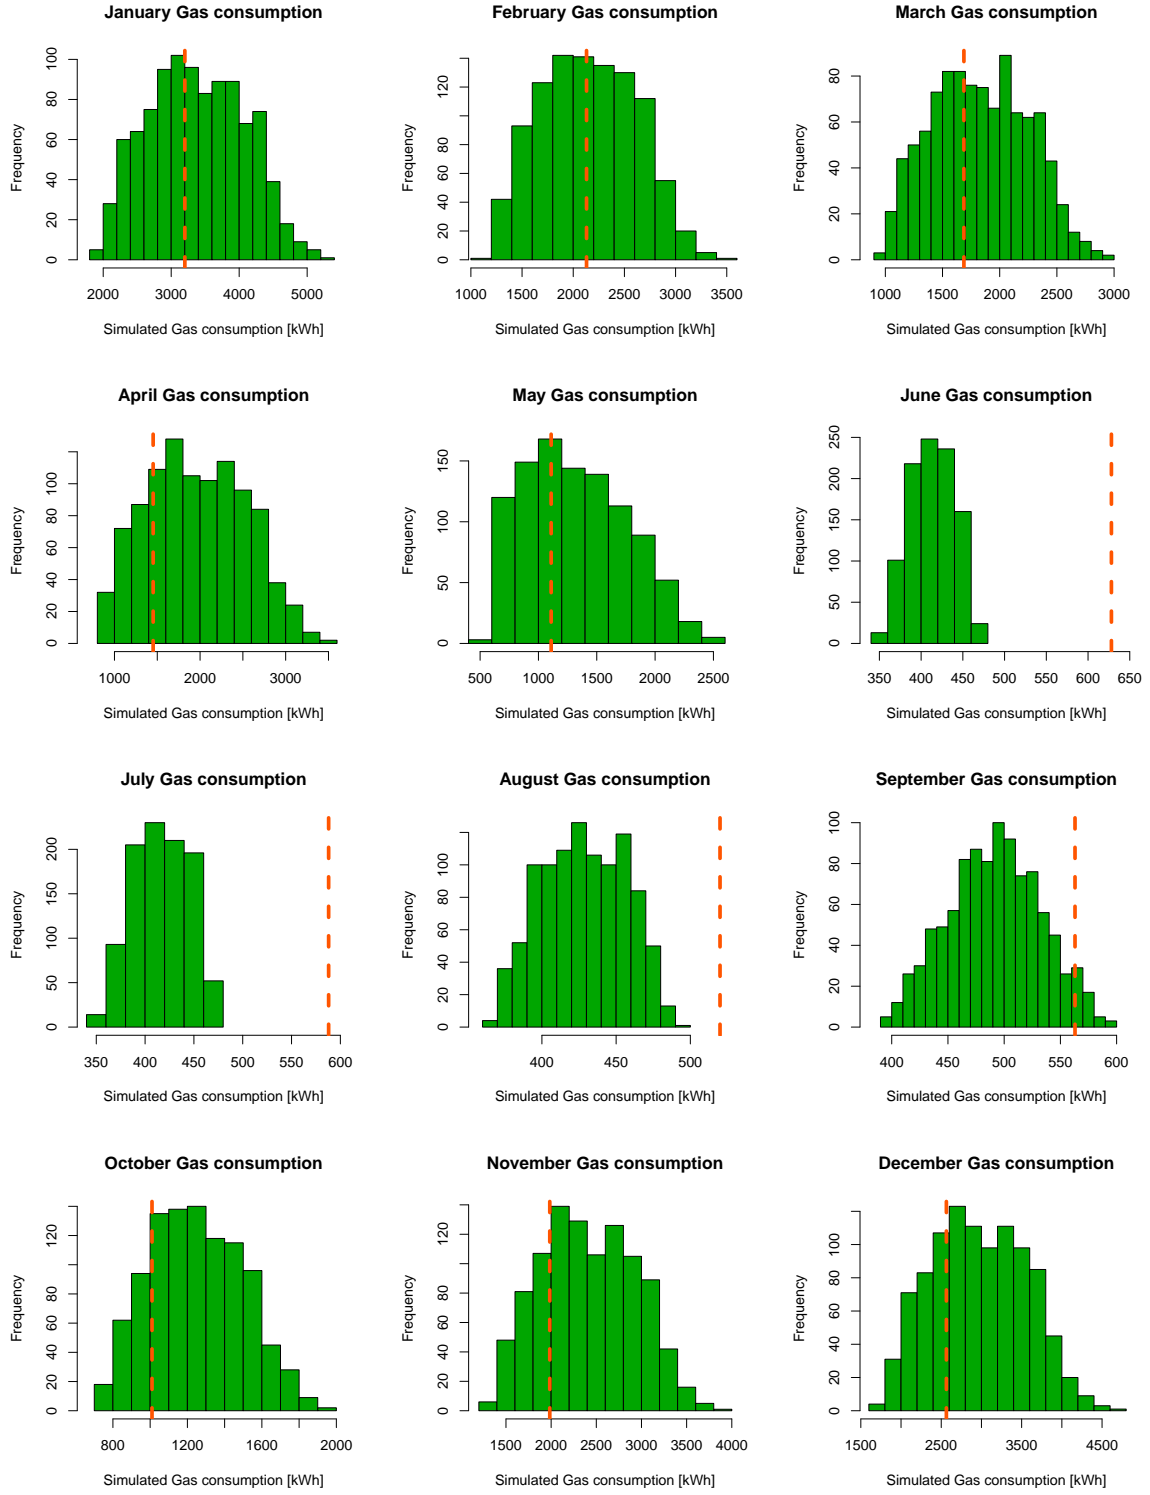 January Gas consumption
Frequency
0 20 40 60 80 100
2000 3000 4000 5000
Simulated Gas consumption [kWh]
February Gas consumption
Frequency
0 20 40 60 80 120
1000 1500 2000 2500 3000 3500
Simulated Gas consumption [kWh]
March Gas consumption
Frequency
0 20 40 60 80
1000 1500 2000 2500 3000
Simulated Gas consumption [kWh]
April Gas consumption
Frequency
0 20 40 60 80 100
1000 2000 3000
Simulated Gas consumption [kWh]
May Gas consumption
Frequency
0 50 100 150
500 1000 1500 2000 2500
Simulated Gas consumption [kWh]
June Gas consumption
Frequency
0 50 100 150 200 250
350 400 450 500 550 600 650
Simulated Gas consumption [kWh]
July Gas consumption
Frequency
0 50 100 150 200
350 400 450 500 550 600
Simulated Gas consumption [kWh]
August Gas consumption
Frequency
0 20 40 60 80 100
400 450 500
Simulated Gas consumption [kWh]
September Gas consumption
Frequency
0 20 40 60 80 100
400 450 500 550 600
Simulated Gas consumption [kWh]
October Gas consumption
Frequency
0 20 40 60 80 120
800 1200 1600 2000
Simulated Gas consumption [kWh]
November Gas consumption
Frequency
0 20 40 60 80 120
1500 2000 2500 3000 3500 4000
Simulated Gas consumption [kWh]
December Gas consumption
Frequency
0 20 40 60 80 100
1500 2500 3500 4500
Simulated Gas consumption [kWh]